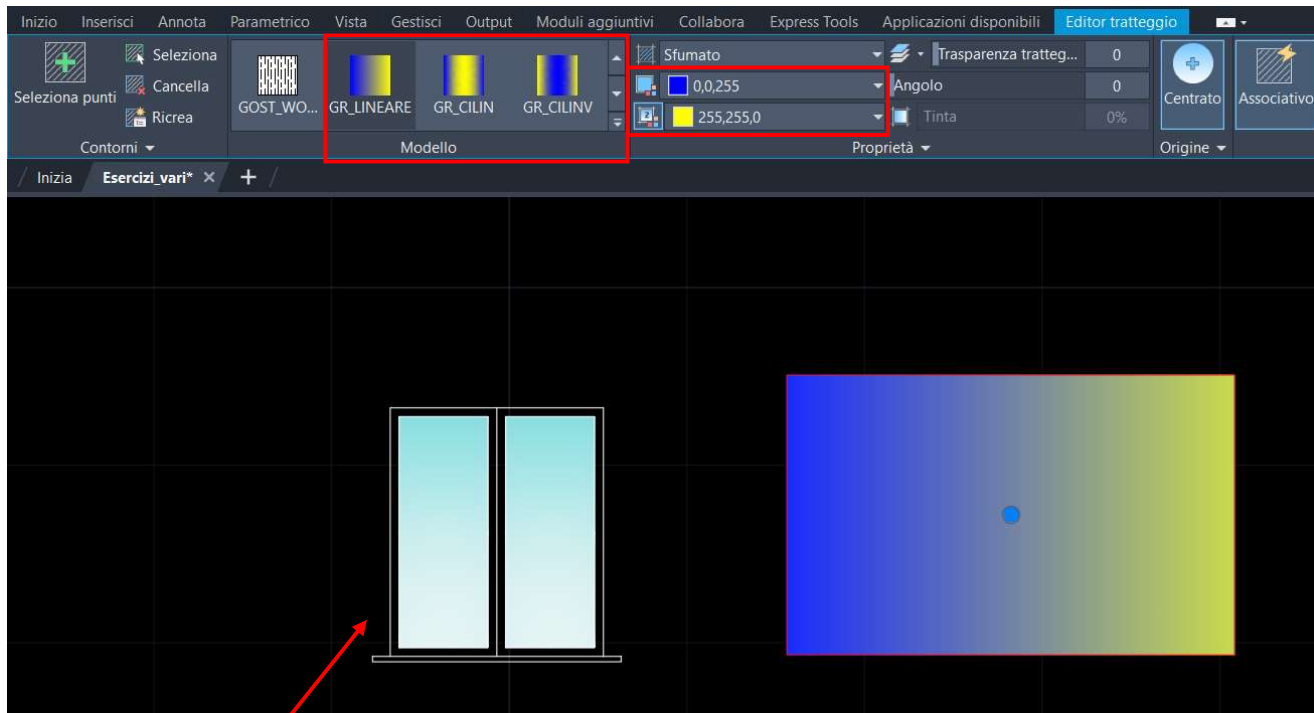 Inizio Inserisci Annota Parametrico Vista Gestisci Output Moduli aggiuntivi Collabora Express Tools Applicazioni disponibili Editor tratteggio
Seleziona punti
Seleziona
Cancella
Ricrea
Contorni
GOST_WO...
GR_LINEARE
GR_CILIN
GR_CILINV
Modello
Sfumato
0,0,255
2
255,255,0
Trasparenza tratteg... 0
Angolo 0
Tinta 0%
Proprietà
Centrato
Origine
Associativo
Inizia Esercizi_vari*